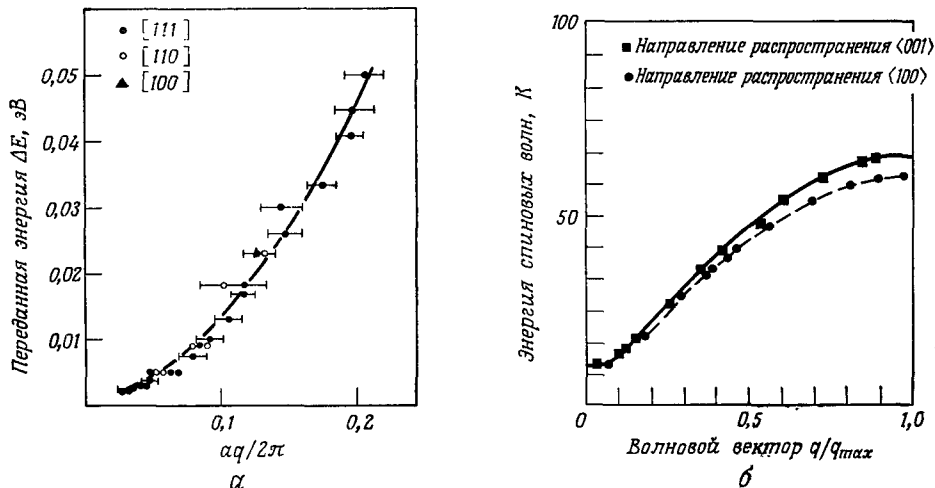 • [111]
○ [110]
▲ [100]
0,05
0,04
0,03
0,02
0,01
0,1
0,2
Переданная энергия ΔE, эВ
aq/2π
а
100
50
■ Направление распространения ⟨001⟩
• Направление распространения ⟨100⟩
Энергия спиновых волн, К
0
0,5
1,0
Волновой вектор q/qmax
б